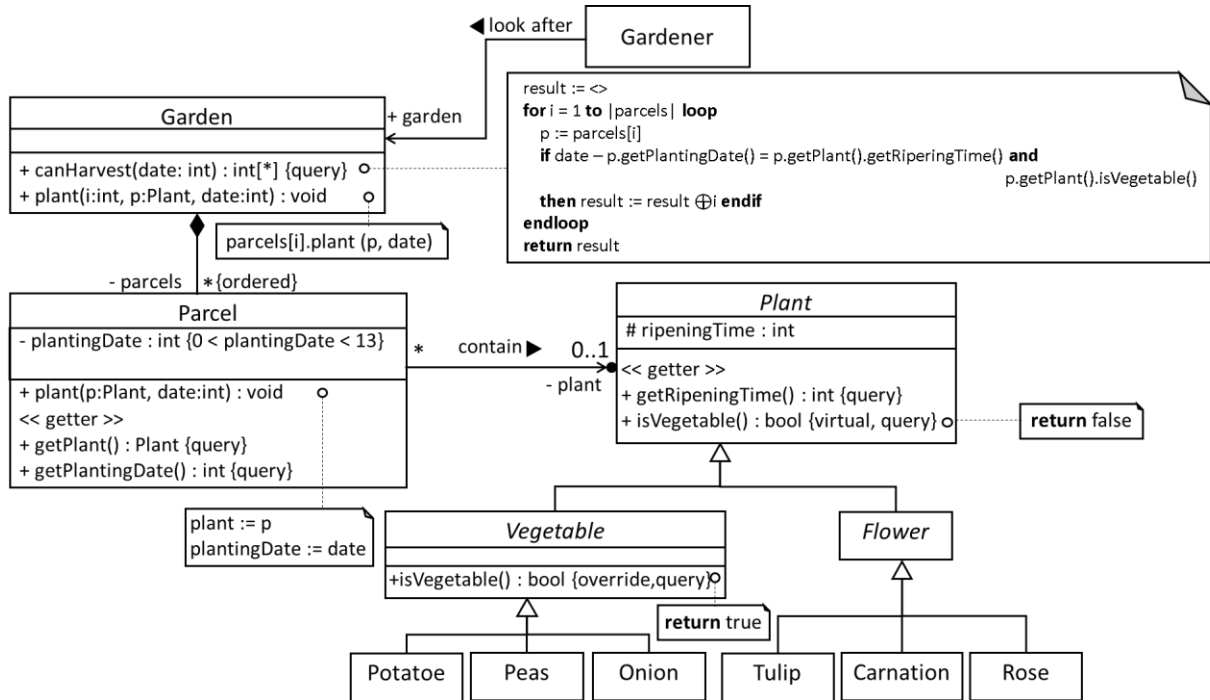 ◀ look after
Gardener
Garden
+ garden
+ canHarvest(date: int) : int[*] {query}
+ plant(i:int, p:Plant, date:int) : void
result := <>
for i = 1 to |parcels| loop
p := parcels[i]
if date – p.getPlantingDate() = p.getPlant().getRiperingTime() and
p.getPlant().isVegetable()
then result := result ⊕i endif
endloop
return result
parcels[i].plant (p, date)
- parcels
*{ordered}
Parcel
- plantingDate : int {0 < plantingDate < 13}
+ plant(p:Plant, date:int) : void
<< getter >>
+ getPlant() : Plant {query}
+ getPlantingDate() : int {query}
*
contain ▶
0..1
- plant
Plant
# ripeningTime : int
<< getter >>
+ getRipeningTime() : int {query}
+ isVegetable() : bool {virtual, query}
return false
plant := p
plantingDate := date
Vegetable
+isVegetable() : bool {override,query}
return true
Flower
Potatoe
Peas
Onion
Tulip
Carnation
Rose